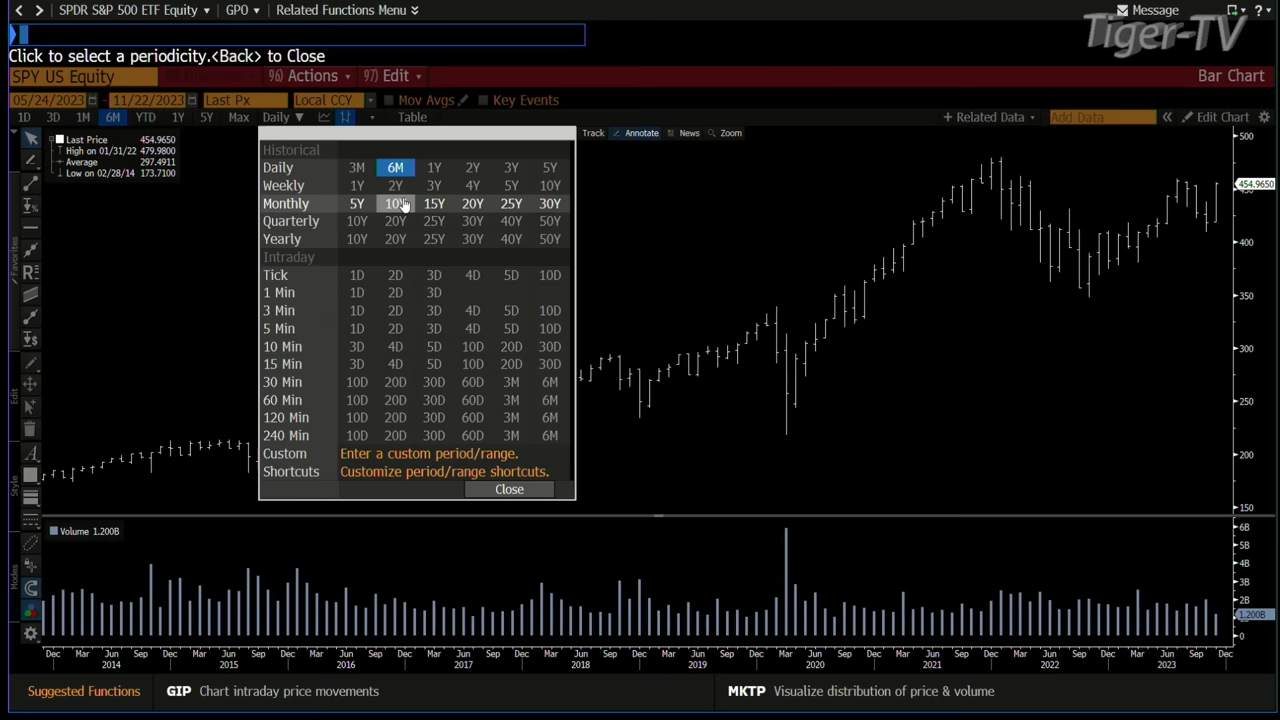 SPDR S&P 500 ETF Equity GPO Related Functions Menu Message
Tiger-TV
Click to select a periodicity.<Back> to Close
SPY US Equity 96) Actions 97) Edit Bar Chart
05/24/2023 - 11/22/2023 Last Px Local CCY Mov Avgs Key Events
1D 3D 1M 6M YTD 1Y 5Y Max Daily Table + Related Data Add Data Edit Chart
Track Annotate News Zoom
Last Price 454.9650
High on 01/31/22 479.9800
Average 297.4911
Low on 02/28/14 173.7100
Historical
Daily 3M 6M 1Y 2Y 3Y 5Y
Weekly 1Y 2Y 3Y 4Y 5Y 10Y
Monthly 5Y 10Y 15Y 20Y 25Y 30Y
Quarterly 10Y 20Y 25Y 30Y 40Y 50Y
Yearly 10Y 20Y 25Y 30Y 40Y 50Y
Intraday
Tick 1D 2D 3D 4D 5D 10D
1 Min 1D 2D 3D
3 Min 1D 2D 3D 4D 5D 10D
5 Min 1D 2D 3D 4D 5D 10D
10 Min 3D 4D 5D 10D 20D 30D
15 Min 3D 4D 5D 10D 20D 30D
30 Min 10D 20D 30D 60D 3M 6M
60 Min 10D 20D 30D 60D 3M 6M
120 Min 10D 20D 30D 60D 3M 6M
240 Min 10D 20D 30D 60D 3M 6M
Custom Enter a custom period/range.
Shortcuts Customize period/range shortcuts.
Close
500
454.9650
400
350
300
250
200
150
Favorites
Edit
Style
Modes
Volume 1.200B
6B
5B
4B
3B
2B
1.200B
0
Dec Mar Jun Sep Dec Mar Jun Sep Dec Mar Jun Sep Dec Mar Jun Sep Dec Mar Jun Sep Dec Mar Jun Sep Dec Mar Jun Sep Dec Mar Jun Sep Dec Mar Jun Sep Dec Mar Jun Sep Dec
2014 2015 2016 2017 2018 2019 2020 2021 2022 2023
Suggested Functions GIP Chart intraday price movements MKTP Visualize distribution of price & volume